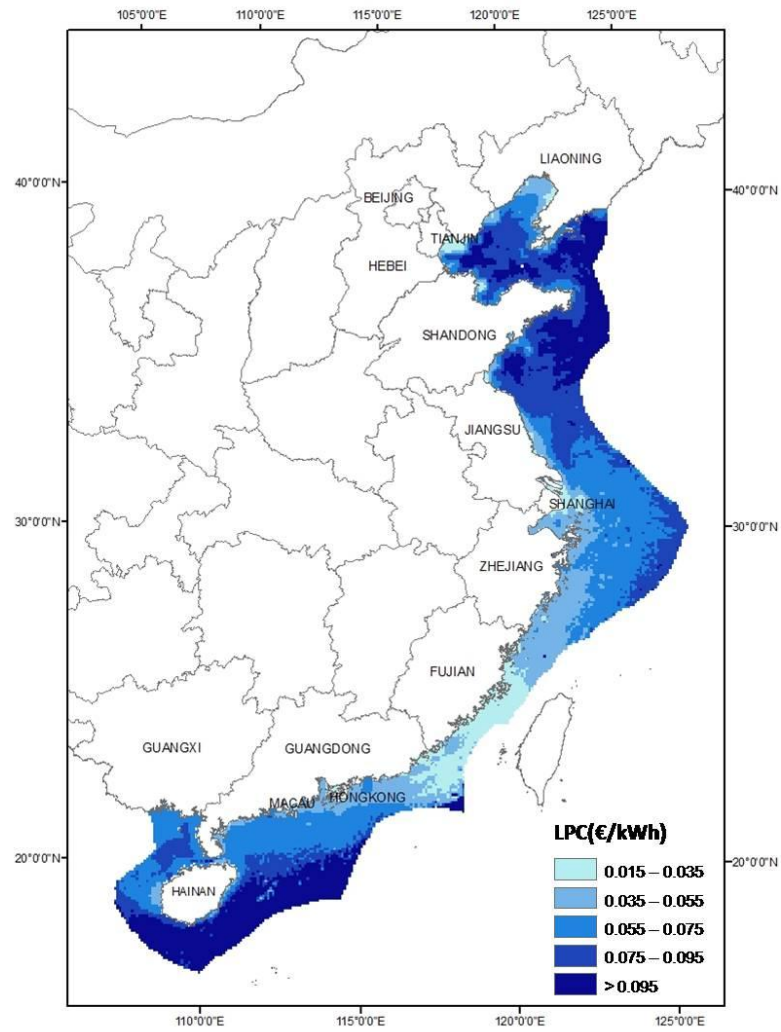 105°0'0"E 110°0'0"E 115°0'0"E 120°0'0"E 125°0'0"E
LIAONING
40°0'0"N 40°0'0"N
BEIJING
TIANJIN
HEBEI
SHANDONG
JIANGSU
SHANGHAI
30°0'0"N 30°0'0"N
ZHEJIANG
FUJIAN
GUANGXI GUANGDONG
MACAU HONGKONG
LPC(€/kWh)
20°0'0"N 20°0'0"N
0.015 – 0.035
HAINAN
0.035 – 0.055
0.055 – 0.075
0.075 – 0.095
> 0.095
110°0'0"E 115°0'0"E 120°0'0"E 125°0'0"E